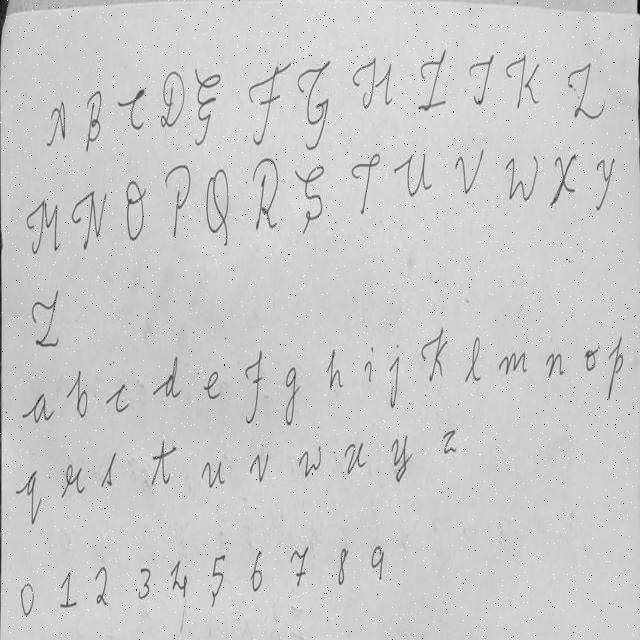 A B C D E F G H I J K L
M N O P Q R S T U V W X Y
Z
a b c d e f g h i j k l m n o p
q r s t u v w x y z
0 1 2 3 4 5 6 7 8 9